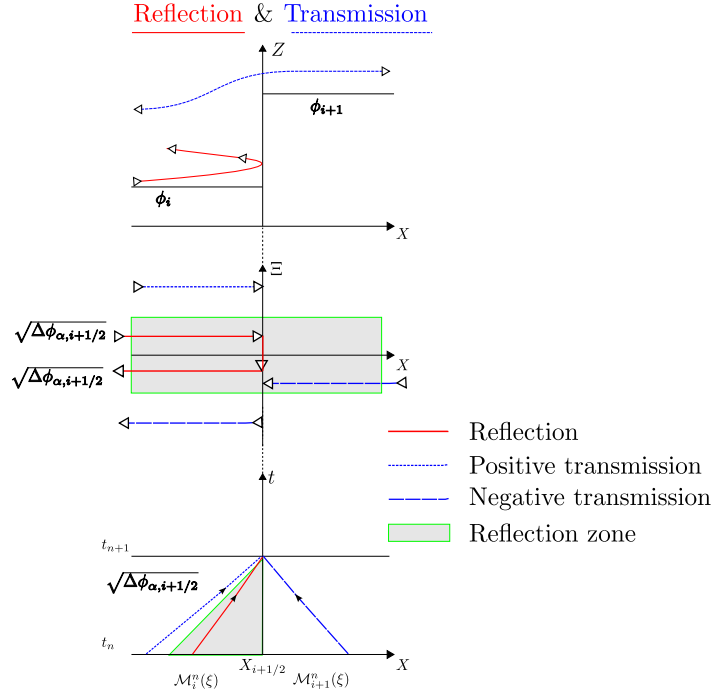 Reflection & Transmission
Z
ϕ_{i+1}
ϕ_i
X
Ξ
√Δϕ_{α,i+1/2}
X
√Δϕ_{α,i+1/2}
Reflection
Positive transmission
t
Negative transmission
Reflection zone
t_{n+1}
√Δϕ_{α,i+1/2}
t_n
X_{i+1/2}
X
ℳ_i^n(ξ)
ℳ_{i+1}^n(ξ)